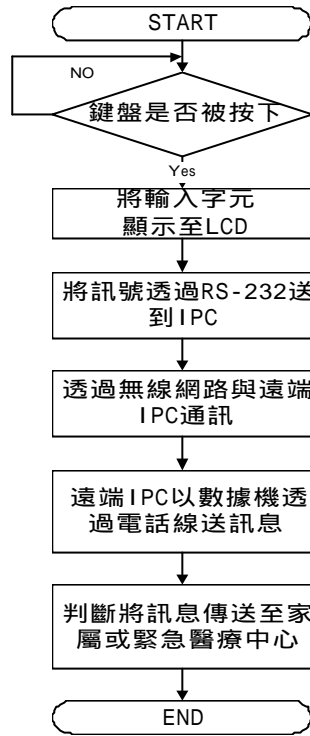 START
NO
鍵盤是否被按下
Yes
將輸入字元
顯示至LCD
將訊號透過RS-232送
到IPC
透過無線網路與遠端
IPC通訊
遠端IPC以數據機透
過電話線送訊息
判斷將訊息傳送至家
屬或緊急醫療中心
END